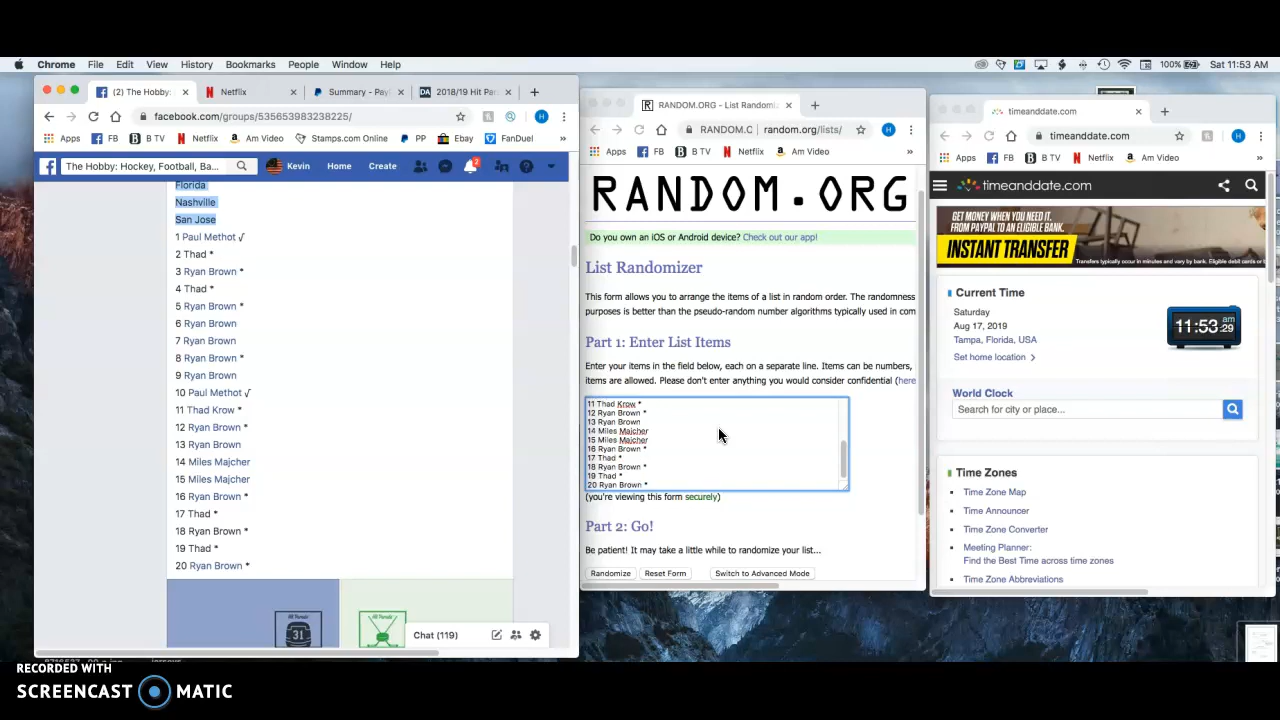 Chrome File Edit View History Bookmarks People Window Help
100% Sat 11:53 AM
(2) The Hobby: Netflix Summary - Pay 2018/19 Hit Par
facebook.com/groups/535653983238225/
Apps FB B TV Netflix Am Video Stamps.com Online PP Ebay FanDuel
The Hobby: Hockey, Football, Ba... Kevin Home Create 2
Florida
Nashville
San Jose
1 Paul Methot √
2 Thad *
3 Ryan Brown *
4 Thad *
5 Ryan Brown *
6 Ryan Brown
7 Ryan Brown
8 Ryan Brown *
9 Ryan Brown
10 Paul Methot √
11 Thad Krow *
12 Ryan Brown *
13 Ryan Brown
14 Miles Majcher
15 Miles Majcher
16 Ryan Brown *
17 Thad *
18 Ryan Brown *
19 Thad *
20 Ryan Brown *
31
Chat (119)
RANDOM.ORG - List Randomiz
RANDOM.C random.org/lists/
Apps FB B TV Netflix Am Video »
RANDOM.ORG
Do you own an iOS or Android device? Check out our app!
List Randomizer
This form allows you to arrange the items of a list in random order. The randomness
purposes is better than the pseudo-random number algorithms typically used in com
Part 1: Enter List Items
Enter your items in the field below, each on a separate line. Items can be numbers,
items are allowed. Please don't enter anything you would consider confidential (here
11 Thad Krow *
12 Ryan Brown *
13 Ryan Brown
14 Miles Majcher
15 Miles Majcher
16 Ryan Brown *
17 Thad *
18 Ryan Brown *
19 Thad *
20 Ryan Brown *
(you're viewing this form securely)
Part 2: Go!
Be patient! It may take a little while to randomize your list...
Randomize Reset Form Switch to Advanced Mode
timeanddate.com
timeanddate.com
Apps FB B TV Netflix Am Video »
timeanddate.com
GET MONEY WHEN YOU NEED IT.
FROM PAYPAL TO AN ELIGIBLE BANK.
INSTANT TRANSFER
Transfers typically occur in minutes and vary by bank. Eligible debit cards or
Current Time
Saturday
Aug 17, 2019
Tampa, Florida, USA
Set home location
11:53 am 29
World Clock
Search for city or place...
Time Zones
Time Zone Map
Time Announcer
Time Zone Converter
Meeting Planner:
Find the Best Time across time zones
Time Zone Abbreviations
RECORDED WITH
SCREENCAST MATIC